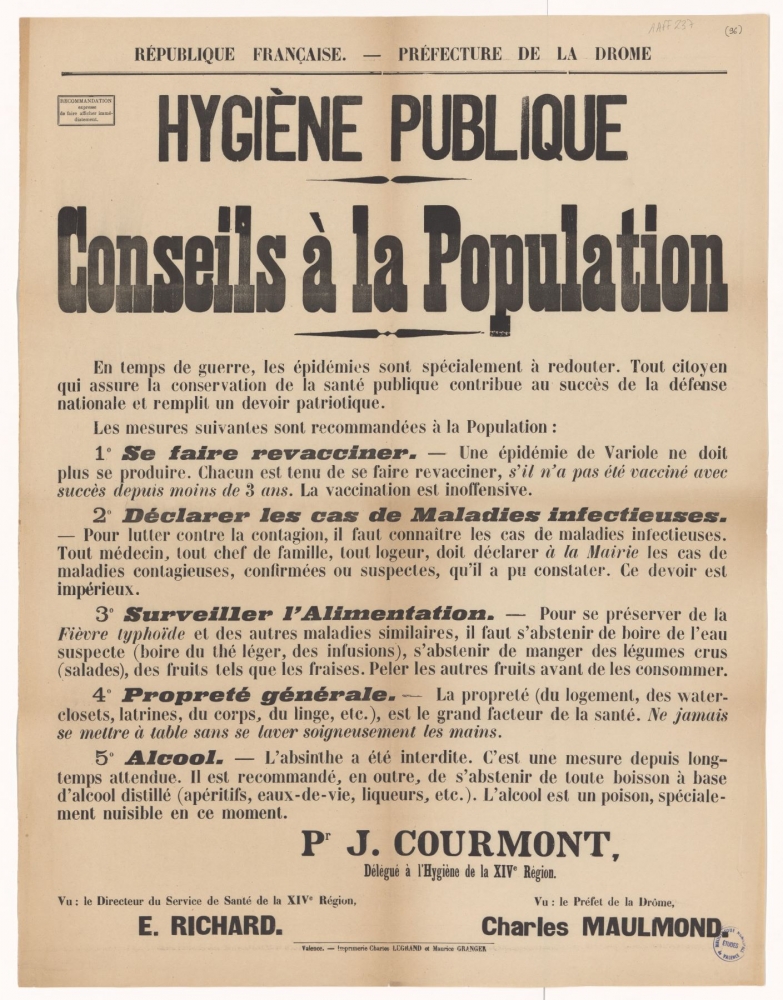 AAFF 257
(96)
RÉPUBLIQUE FRANÇAISE. — PRÉFECTURE DE LA DROME
RECOMMANDATION
expresse
de faire afficher immé-
diatement.
HYGIÈNE PUBLIQUE
Conseils à la Population
En temps de guerre, les épidémies sont spécialement à redouter. Tout citoyen
qui assure la conservation de la santé publique contribue au succès de la défense
nationale et remplit un devoir patriotique.
Les mesures suivantes sont recommandées à la Population :
1° Se faire revacciner. — Une épidémie de Variole ne doit
plus se produire. Chacun est tenu de se faire revacciner, s'il n'a pas été vacciné avec
succès depuis moins de 3 ans. La vaccination est inoffensive.
2° Déclarer les cas de Maladies infectieuses.
— Pour lutter contre la contagion, il faut connaître les cas de maladies infectieuses.
Tout médecin, tout chef de famille, tout logeur, doit déclarer à la Mairie les cas de
maladies contagieuses, confirmées ou suspectes, qu'il a pu constater. Ce devoir est
impérieux.
3° Surveiller l'Alimentation. — Pour se préserver de la
Fièvre typhoïde et des autres maladies similaires, il faut s'abstenir de boire de l'eau
suspecte (boire du thé léger, des infusions), s'abstenir de manger des légumes crus
(salades), des fruits tels que les fraises. Peler les autres fruits avant de les consommer.
4° Propreté générale. — La propreté (du logement, des water-
closets, latrines, du corps, du linge, etc.), est le grand facteur de la santé. Ne jamais
se mettre à table sans se laver soigneusement les mains.
5° Alcool. — L'absinthe a été interdite. C'est une mesure depuis long-
temps attendue. Il est recommandé, en outre, de s'abstenir de toute boisson à base
d'alcool distillé (apéritifs, eaux-de-vie, liqueurs, etc.). L'alcool est un poison, spéciale-
ment nuisible en ce moment.
Pr J. COURMONT,
Délégué à l'Hygiène de la XIVe Région.
Vu : le Directeur du Service de Santé de la XIVe Région,
E. RICHARD.
Vu : le Préfet de la Drôme,
Charles MAULMOND.
Valence. — Imprimerie Charles LEGRAND et Maurice GRANGER